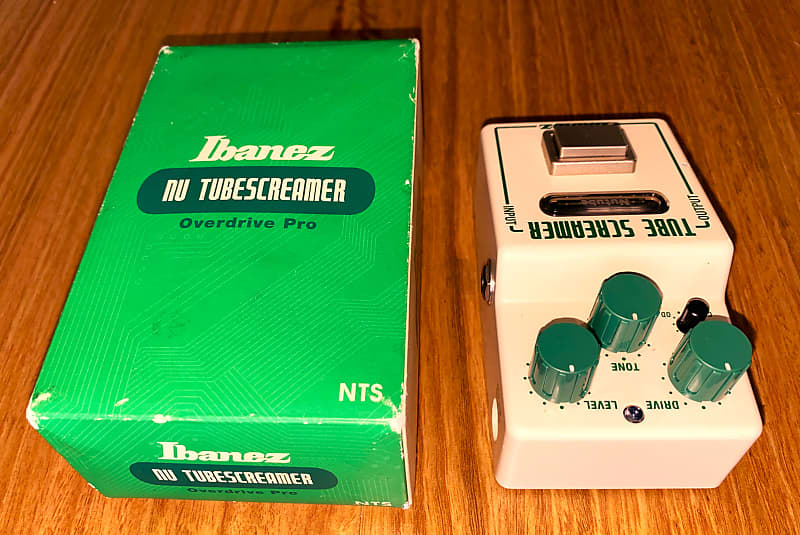 Ibanez
NU TUBESCREAMER
Overdrive Pro
NTS
Ibanez
NU TUBESCREAMER
Overdrive Pro
NTS
Nutube
INPUT
OUTPUT
TUBE SCREAMER
TONE
LEVEL
DRIVE